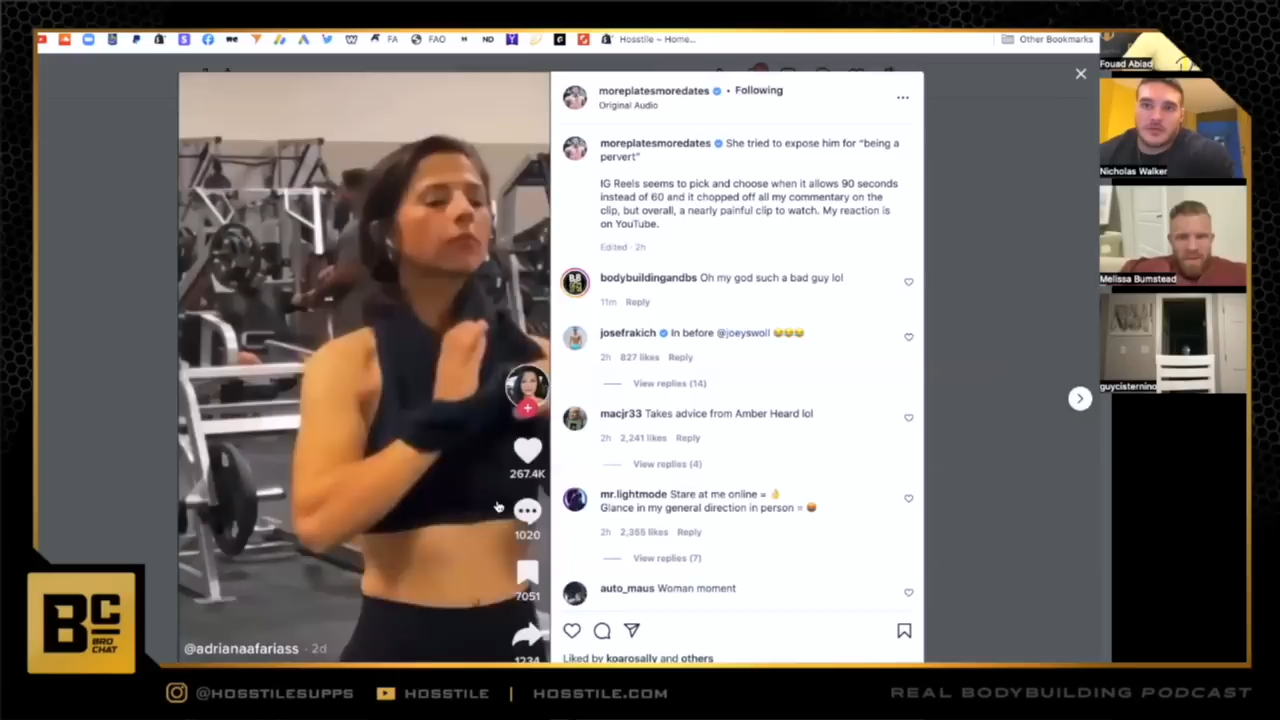 FA
FAQ
ND
Hosstile ~ Home...
Other Bookmarks
Fouad Abiad
moreplatesmoredates • Following
Original Audio
moreplatesmoredates She tried to expose him for “being a
pervert”
IG Reels seems to pick and choose when it allows 90 seconds
instead of 60 and it chopped off all my commentary on the
clip, but overall, a nearly painful clip to watch. My reaction is
on YouTube.
Edited · 2h
bodybuildingandbs Oh my god such a bad guy lol
11m Reply
josefrakich In before @joeyswoll 😂😂😂
2h 827 likes Reply
View replies (14)
macjr33 Takes advice from Amber Heard lol
2h 2,241 likes Reply
View replies (4)
mr.lightmode Stare at me online = 👌
Glance in my general direction in person = 😡
2h 2,365 likes Reply
View replies (7)
auto_maus Woman moment
Liked by koarosally and others
267.4K
1020
7051
1234
@adrianaafariass · 2d
Nicholas Walker
Melissa Bumstead
guycisternino
BC
BRO
CHAT
@HOSSTILESUPPS HOSSTILE | HOSSTILE.COM
REAL BODYBUILDING PODCAST